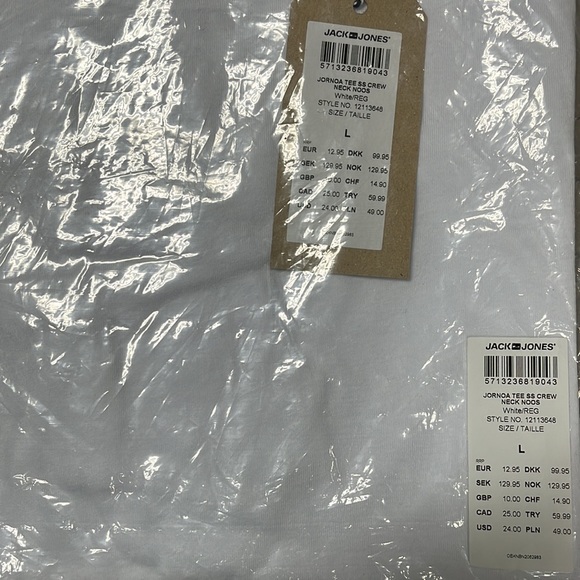 JACK JONES®
5713236819043
JORNOA TEE SS CREW
NECK NOOS
White/REG
STYLE NO. 12113648
SIZE / TAILLE
L
RRP
EUR 12.95 DKK 99.95
129.95 NOK 129.95
GBP CHF 14.90
CAD 25.00 TRY 59.99
24.00 PLN 49.00
JACK JONES®
5713236819043
JORNOA TEE SS CREW
NECK NOOS
White/REG
STYLE NO. 12113648
SIZE / TAILLE
L
RRP
EUR 12.95 DKK 99.95
SEK 129.95 NOK 129.95
GBP 10.00 CHF 14.90
CAD 25.00 TRY 59.99
USD 24.00 PLN 49.00